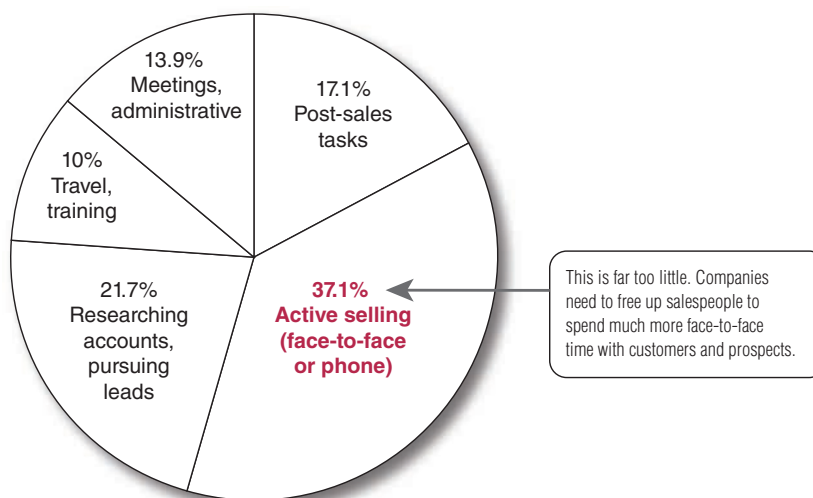 13.9%
Meetings,
administrative
17.1%
Post-sales
tasks
10%
Travel,
training
21.7%
Researching
accounts,
pursuing
leads
37.1%
Active selling
(face-to-face
or phone)
This is far too little. Companies
need to free up salespeople to
spend much more face-to-face
time with customers and prospects.